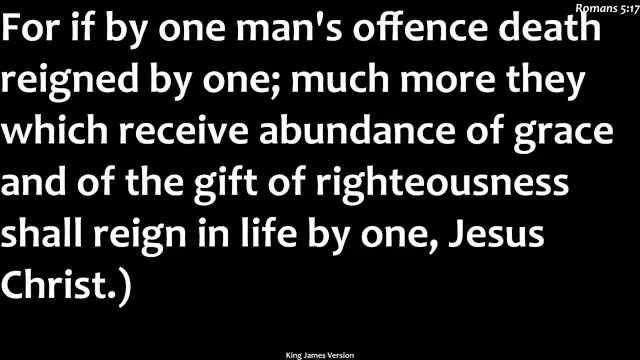 Romans 5:17
For if by one man's offence death
reigned by one; much more they
which receive abundance of grace
and of the gift of righteousness
shall reign in life by one, Jesus
Christ.)
King James Version